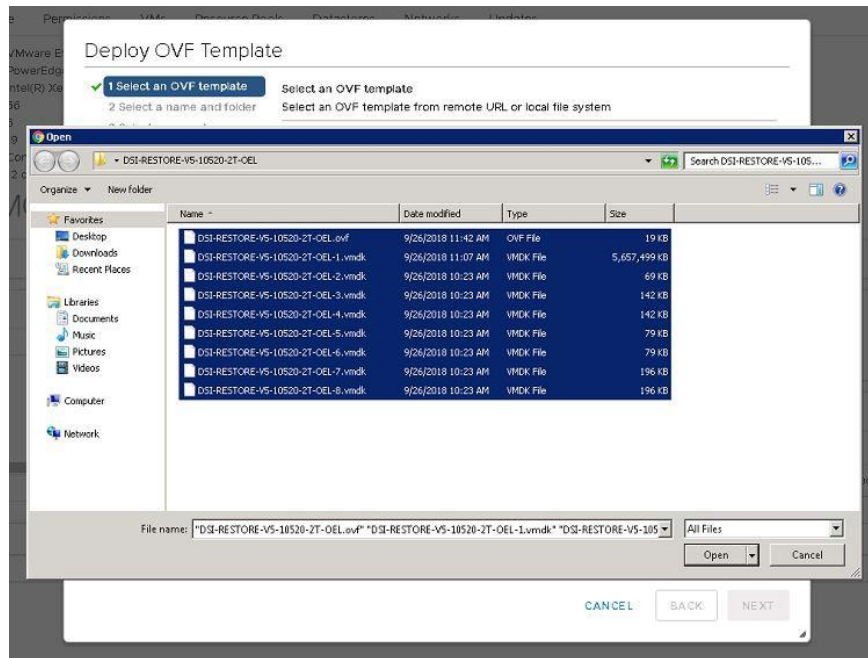 Permissions VMs Resource Pools Datastores Networks Updates
VMware E
PowerEdg
Deploy OVF Template
1 Select an OVF template
2 Select a name and folder
Select an OVF template
Select an OVF template from remote URL or local file system
Open
DSI-RESTORE-V5-10520-2T-OEL
Search DSI-RESTORE-V5-105...
Organize New folder
Favorites
Desktop
Downloads
Recent Places
Libraries
Documents
Music
Pictures
Videos
Computer
Network
Name Date modified Type Size
DSI-RESTORE-V5-10520-2T-OEL.ovf 9/26/2018 11:42 AM OVF File 19 KB
DSI-RESTORE-V5-10520-2T-OEL-1.vmdk 9/26/2018 11:07 AM VMDK File 5,657,499 KB
DSI-RESTORE-V5-10520-2T-OEL-2.vmdk 9/26/2018 10:23 AM VMDK File 69 KB
DSI-RESTORE-V5-10520-2T-OEL-3.vmdk 9/26/2018 10:23 AM VMDK File 142 KB
DSI-RESTORE-V5-10520-2T-OEL-4.vmdk 9/26/2018 10:23 AM VMDK File 142 KB
DSI-RESTORE-V5-10520-2T-OEL-5.vmdk 9/26/2018 10:23 AM VMDK File 79 KB
DSI-RESTORE-V5-10520-2T-OEL-6.vmdk 9/26/2018 10:23 AM VMDK File 79 KB
DSI-RESTORE-V5-10520-2T-OEL-7.vmdk 9/26/2018 10:23 AM VMDK File 196 KB
DSI-RESTORE-V5-10520-2T-OEL-8.vmdk 9/26/2018 10:23 AM VMDK File 196 KB
File name: "DSI-RESTORE-V5-10520-2T-OEL.ovf" "DSI-RESTORE-V5-10520-2T-OEL-1.vmdk" "DSI-RESTORE-V5-105
All Files
Open Cancel
CANCEL BACK NEXT